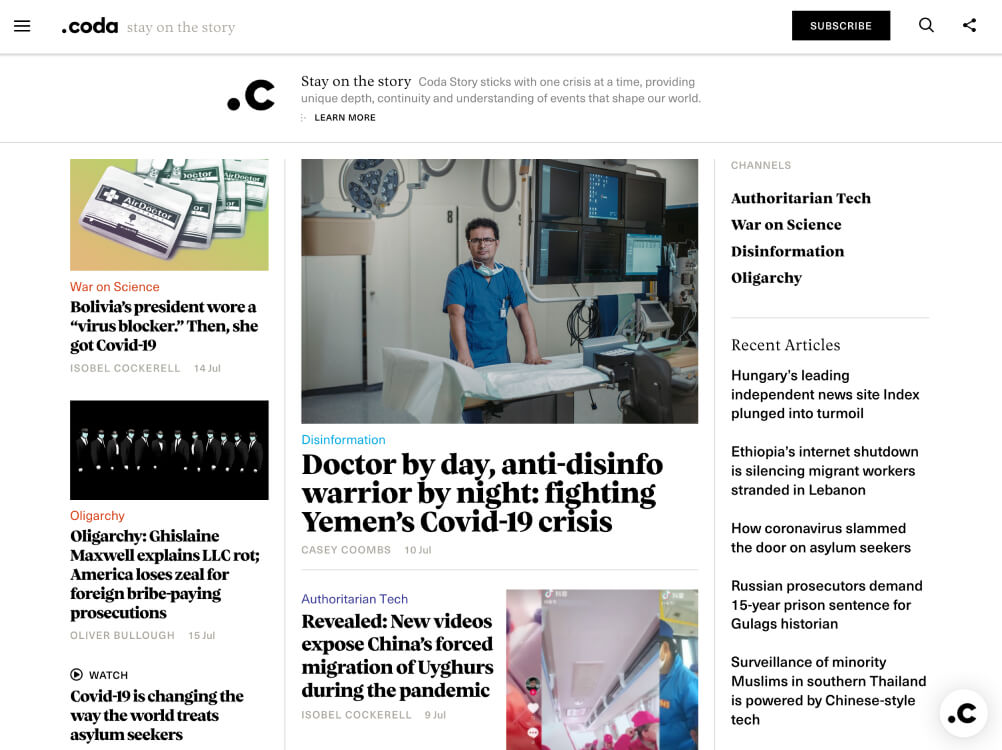 .coda stay on the story
SUBSCRIBE
.c
Stay on the story Coda Story sticks with one crisis at a time, providing
unique depth, continuity and understanding of events that shape our world.
LEARN MORE
AirDoctor
Doctor
War on Science
Bolivia's president wore a
“virus blocker.” Then, she
got Covid-19
ISOBEL COCKERELL 14 Jul
Oligarchy
Oligarchy: Ghislaine
Maxwell explains LLC rot;
America loses zeal for
foreign bribe-paying
prosecutions
OLIVER BULLOUGH 15 Jul
WATCH
Covid-19 is changing the
way the world treats
asylum seekers
Disinformation
Doctor by day, anti-disinfo
warrior by night: fighting
Yemen's Covid-19 crisis
CASEY COOMBS 10 Jul
Authoritarian Tech
Revealed: New videos
expose China's forced
migration of Uyghurs
during the pandemic
ISOBEL COCKERELL 9 Jul
抖音
抖音
CHANNELS
Authoritarian Tech
War on Science
Disinformation
Oligarchy
Recent Articles
Hungary's leading
independent news site Index
plunged into turmoil
Ethiopia's internet shutdown
is silencing migrant workers
stranded in Lebanon
How coronavirus slammed
the door on asylum seekers
Russian prosecutors demand
15-year prison sentence for
Gulags historian
Surveillance of minority
Muslims in southern Thailand
is powered by Chinese-style
tech
.c